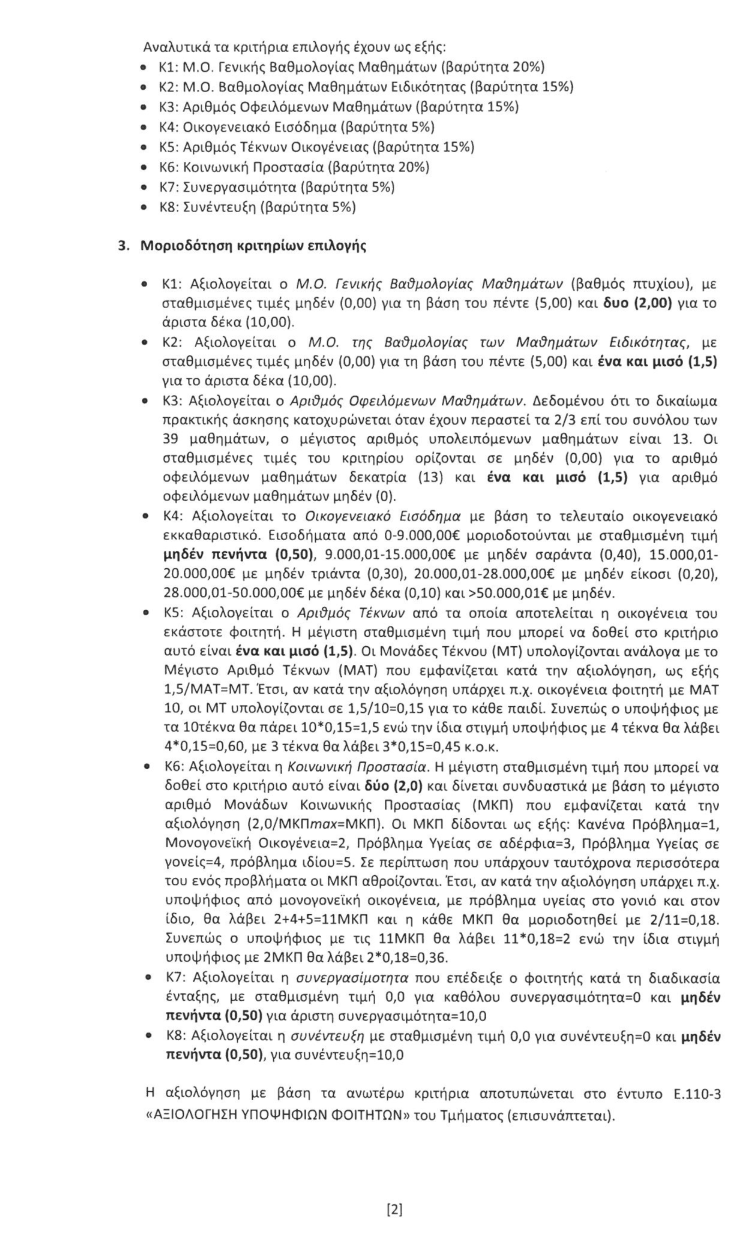 Αναλυτικά τα κριτήρια επιλογής έχουν ως εξής:
• Κ1: Μ.Ο. Γενικής Βαθμολογίας Μαθημάτων (βαρύτητα 20%)
• Κ2: Μ.Ο. Βαθμολογίας Μαθημάτων Ειδικότητας (βαρύτητα 15%)
• Κ3: Αριθμός Οφειλόμενων Μαθημάτων (βαρύτητα 15%)
• Κ4: Οικογενειακό Εισόδημα (βαρύτητα 5%)
• Κ5: Αριθμός Τέκνων Οικογένειας (βαρύτητα 15%)
• Κ6: Κοινωνική Προστασία (βαρύτητα 20%)
• Κ7: Συνεργασιμότητα (βαρύτητα 5%)
• Κ8: Συνέντευξη (βαρύτητα 5%)
3. Μοριοδότηση κριτηρίων επιλογής
• Κ1: Αξιολογείται ο Μ.Ο. Γενικής Βαθμολογίας Μαθημάτων (βαθμός πτυχίου), με
σταθμισμένες τιμές μηδέν (0,00) για τη βάση του πέντε (5,00) και δυο (2,00) για το
άριστα δέκα (10,00).
• Κ2: Αξιολογείται ο Μ.Ο. της Βαθμολογίας των Μαθημάτων Ειδικότητας, με
σταθμισμένες τιμές μηδέν (0,00) για τη βάση του πέντε (5,00) και ένα και μισό (1,5)
για το άριστα δέκα (10,00).
• Κ3: Αξιολογείται ο Αριθμός Οφειλόμενων Μαθημάτων. Δεδομένου ότι το δικαίωμα
πρακτικής άσκησης κατοχυρώνεται όταν έχουν περαστεί τα 2/3 επί του συνόλου των
39 μαθημάτων, ο μέγιστος αριθμός υπολειπόμενων μαθημάτων είναι 13. Οι
σταθμισμένες τιμές του κριτηρίου ορίζονται σε μηδέν (0,00) για το αριθμό
οφειλόμενων μαθημάτων δεκατρία (13) και ένα και μισό (1,5) για αριθμό
οφειλόμενων μαθημάτων μηδέν (0).
• Κ4: Αξιολογείται το Οικογενειακό Εισόδημα με βάση το τελευταίο οικογενειακό
εκκαθαριστικό. Εισοδήματα από 0-9.000,00€ μοριοδοτούνται με σταθμισμένη τιμή
μηδέν πενήντα (0,50), 9.000,01-15.000,00€ με μηδέν σαράντα (0,40), 15.000,01-
20.000,00€ με μηδέν τριάντα (0,30), 20.000,01-28.000,00€ με μηδέν είκοσι (0,20),
28.000,01-50.000,00€ με μηδέν δέκα (0,10) και >50.000,01€ με μηδέν.
• Κ5: Αξιολογείται ο Αριθμός Τέκνων από τα οποία αποτελείται η οικογένεια του
εκάστοτε φοιτητή. Η μέγιστη σταθμισμένη τιμή που μπορεί να δοθεί στο κριτήριο
αυτό είναι ένα και μισό (1,5). Οι Μονάδες Τέκνου (ΜΤ) υπολογίζονται ανάλογα με το
Μέγιστο Αριθμό Τέκνων (ΜΑΤ) που εμφανίζεται κατά την αξιολόγηση, ως εξής
1,5/ΜΑΤ=ΜΤ. Έτσι, αν κατά την αξιολόγηση υπάρχει π.χ. οικογένεια φοιτητή με ΜΑΤ
10, οι ΜΤ υπολογίζονται σε 1,5/10=0,15 για το κάθε παιδί. Συνεπώς ο υποψήφιος με
τα 10τέκνα θα πάρει 10*0,15=1,5 ενώ την ίδια στιγμή υποψήφιος με 4 τέκνα θα λάβει
4*0,15=0,60, με 3 τέκνα θα λάβει 3*0,15=0,45 κ.ο.κ.
• Κ6: Αξιολογείται η Κοινωνική Προστασία. Η μέγιστη σταθμισμένη τιμή που μπορεί να
δοθεί στο κριτήριο αυτό είναι δύο (2,0) και δίνεται συνδυαστικά με βάση το μέγιστο
αριθμό Μονάδων Κοινωνικής Προστασίας (ΜΚΠ) που εμφανίζεται κατά την
αξιολόγηση (2,0/ΜΚΠmax=ΜΚΠ). Οι ΜΚΠ δίδονται ως εξής: Κανένα Πρόβλημα=1,
Μονογονεϊκή Οικογένεια=2, Πρόβλημα Υγείας σε αδέρφια=3, Πρόβλημα Υγείας σε
γονείς=4, πρόβλημα ιδίου=5. Σε περίπτωση που υπάρχουν ταυτόχρονα περισσότερα
του ενός προβλήματα οι ΜΚΠ αθροίζονται. Έτσι, αν κατά την αξιολόγηση υπάρχει π.χ.
υποψήφιος από μονογονεϊκή οικογένεια, με πρόβλημα υγείας στο γονιό και στον
ίδιο, θα λάβει 2+4+5=11ΜΚΠ και η κάθε ΜΚΠ θα μοριοδοτηθεί με 2/11=0,18.
Συνεπώς ο υποψήφιος με τις 11ΜΚΠ θα λάβει 11*0,18=2 ενώ την ίδια στιγμή
υποψήφιος με 2ΜΚΠ θα λάβει 2*0,18=0,36.
• Κ7: Αξιολογείται η συνεργασίμοτητα που επέδειξε ο φοιτητής κατά τη διαδικασία
ένταξης, με σταθμισμένη τιμή 0,0 για καθόλου συνεργασιμότητα=0 και μηδέν
πενήντα (0,50) για άριστη συνεργασιμότητα=10,0
• Κ8: Αξιολογείται η συνέντευξη με σταθμισμένη τιμή 0,0 για συνέντευξη=0 και μηδέν
πενήντα (0,50), για συνέντευξη=10,0
Η αξιολόγηση με βάση τα ανωτέρω κριτήρια αποτυπώνεται στο έντυπο Ε.110-3
«ΑΞΙΟΛΟΓΗΣΗ ΥΠΟΨΗΦΙΩΝ ΦΟΙΤΗΤΩΝ» του Τμήματος (επισυνάπτεται).
[2]